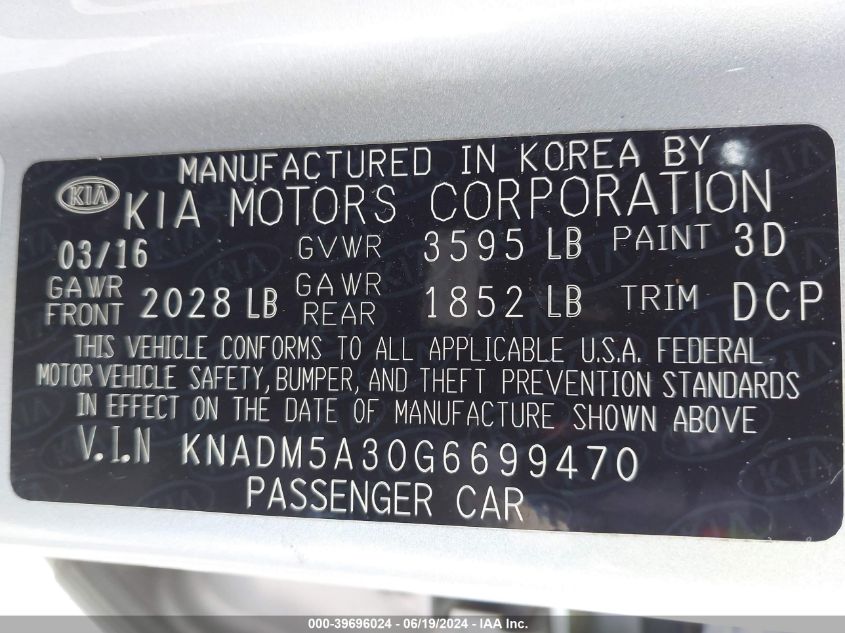 MANUFACTURED IN KOREA BY
KIA KIA MOTORS CORPORATION
03/16 GVWR 3595 LB PAINT 3D
GAWR FRONT 2028 LB GAWR REAR 1852 LB TRIM DCP
THIS VEHICLE CONFORMS TO ALL APPLICABLE U.S.A. FEDERAL
MOTOR VEHICLE SAFETY, BUMPER, AND THEFT PREVENTION STANDARDS
IN EFFECT ON THE DATE OF MANUFACTURE SHOWN ABOVE
V.I.N KNADM5A30G6699470
PASSENGER CAR
000-39696024 - 06/19/2024 - IAA Inc.